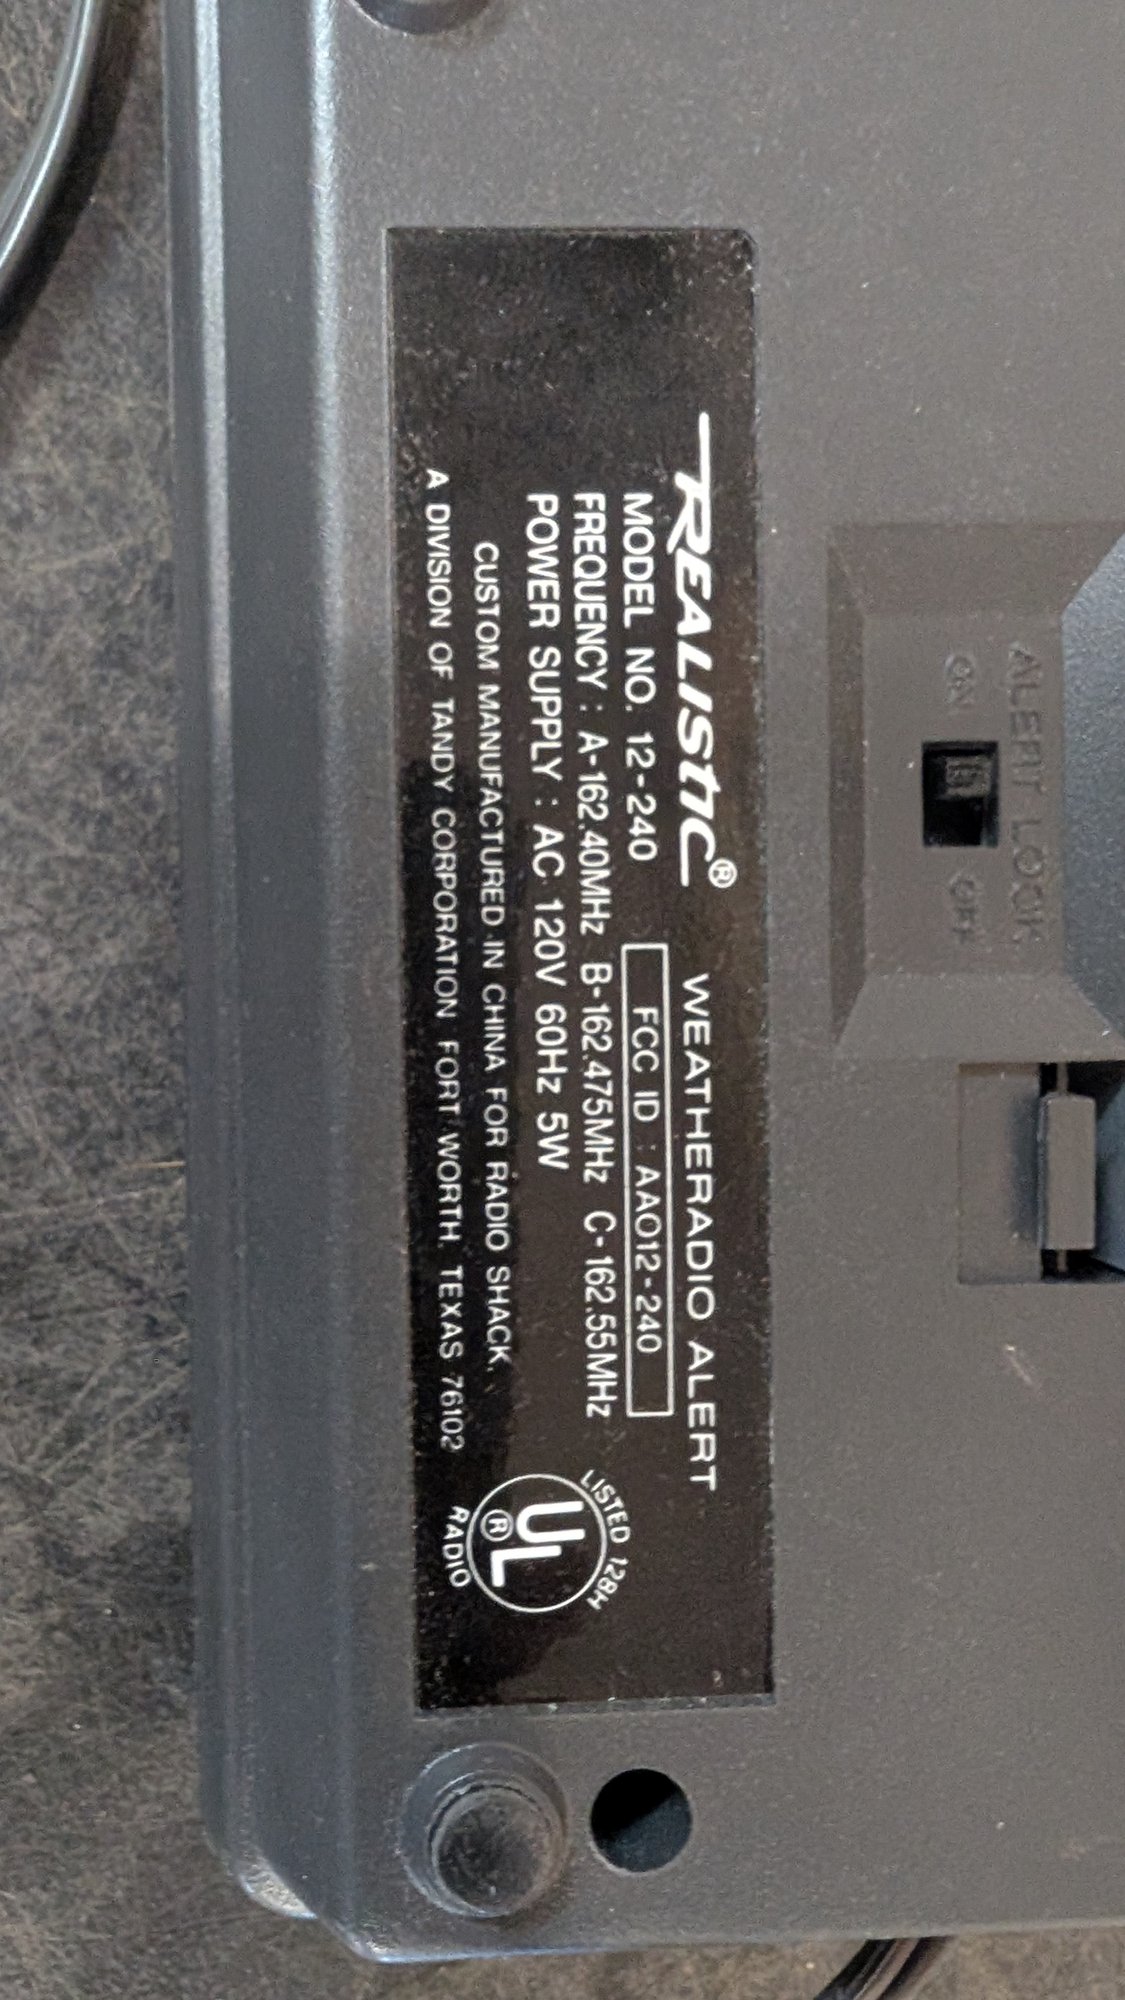 REALISTIC® WEATHERADIO ALERT
MODEL NO. 12-240 FCC ID : AAO12-240
FREQUENCY : A-162.40MHz B-162.475MHz C-162.55MHz
POWER SUPPLY : AC 120V 60Hz 5W
CUSTOM MANUFACTURED IN CHINA FOR RADIO SHACK,
A DIVISION OF TANDY CORPORATION FORT WORTH, TEXAS 76102
LISTED 128H
UL®
RADIO
ALERT LOCK
ON OFF